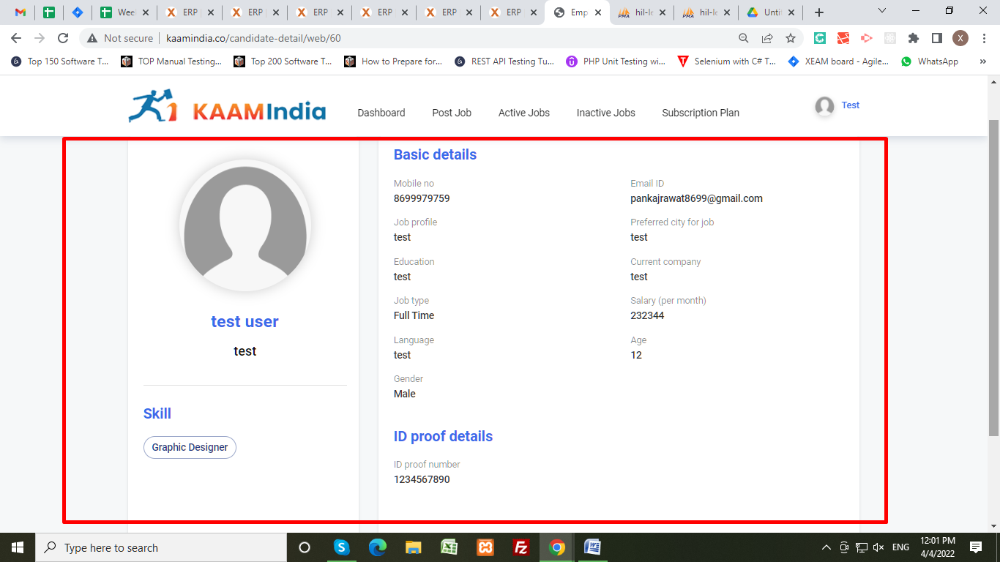 Week
ERP
ERP
ERP
ERP
ERP
ERP
Emp
hil-le
hil-le
Unti
Not secure
kaamindia.co/candidate-detail/web/60
X
Top 150 Software T...
TOP Manual Testing...
Top 200 Software T...
How to Prepare for...
REST API Testing Tu...
PHP Unit Testing wi...
Selenium with C# T...
XEAM board - Agile...
WhatsApp
KAAMIndia
Dashboard
Post Job
Active Jobs
Inactive Jobs
Subscription Plan
Test
test user
test
Skill
Graphic Designer
Basic details
Mobile no
8699979759
Email ID
pankajrawat8699@gmail.com
Job profile
test
Preferred city for job
test
Education
test
Current company
test
Job type
Full Time
Salary (per month)
232344
Language
test
Age
12
Gender
Male
ID proof details
ID proof number
1234567890
Type here to search
ENG
12:01 PM
4/4/2022